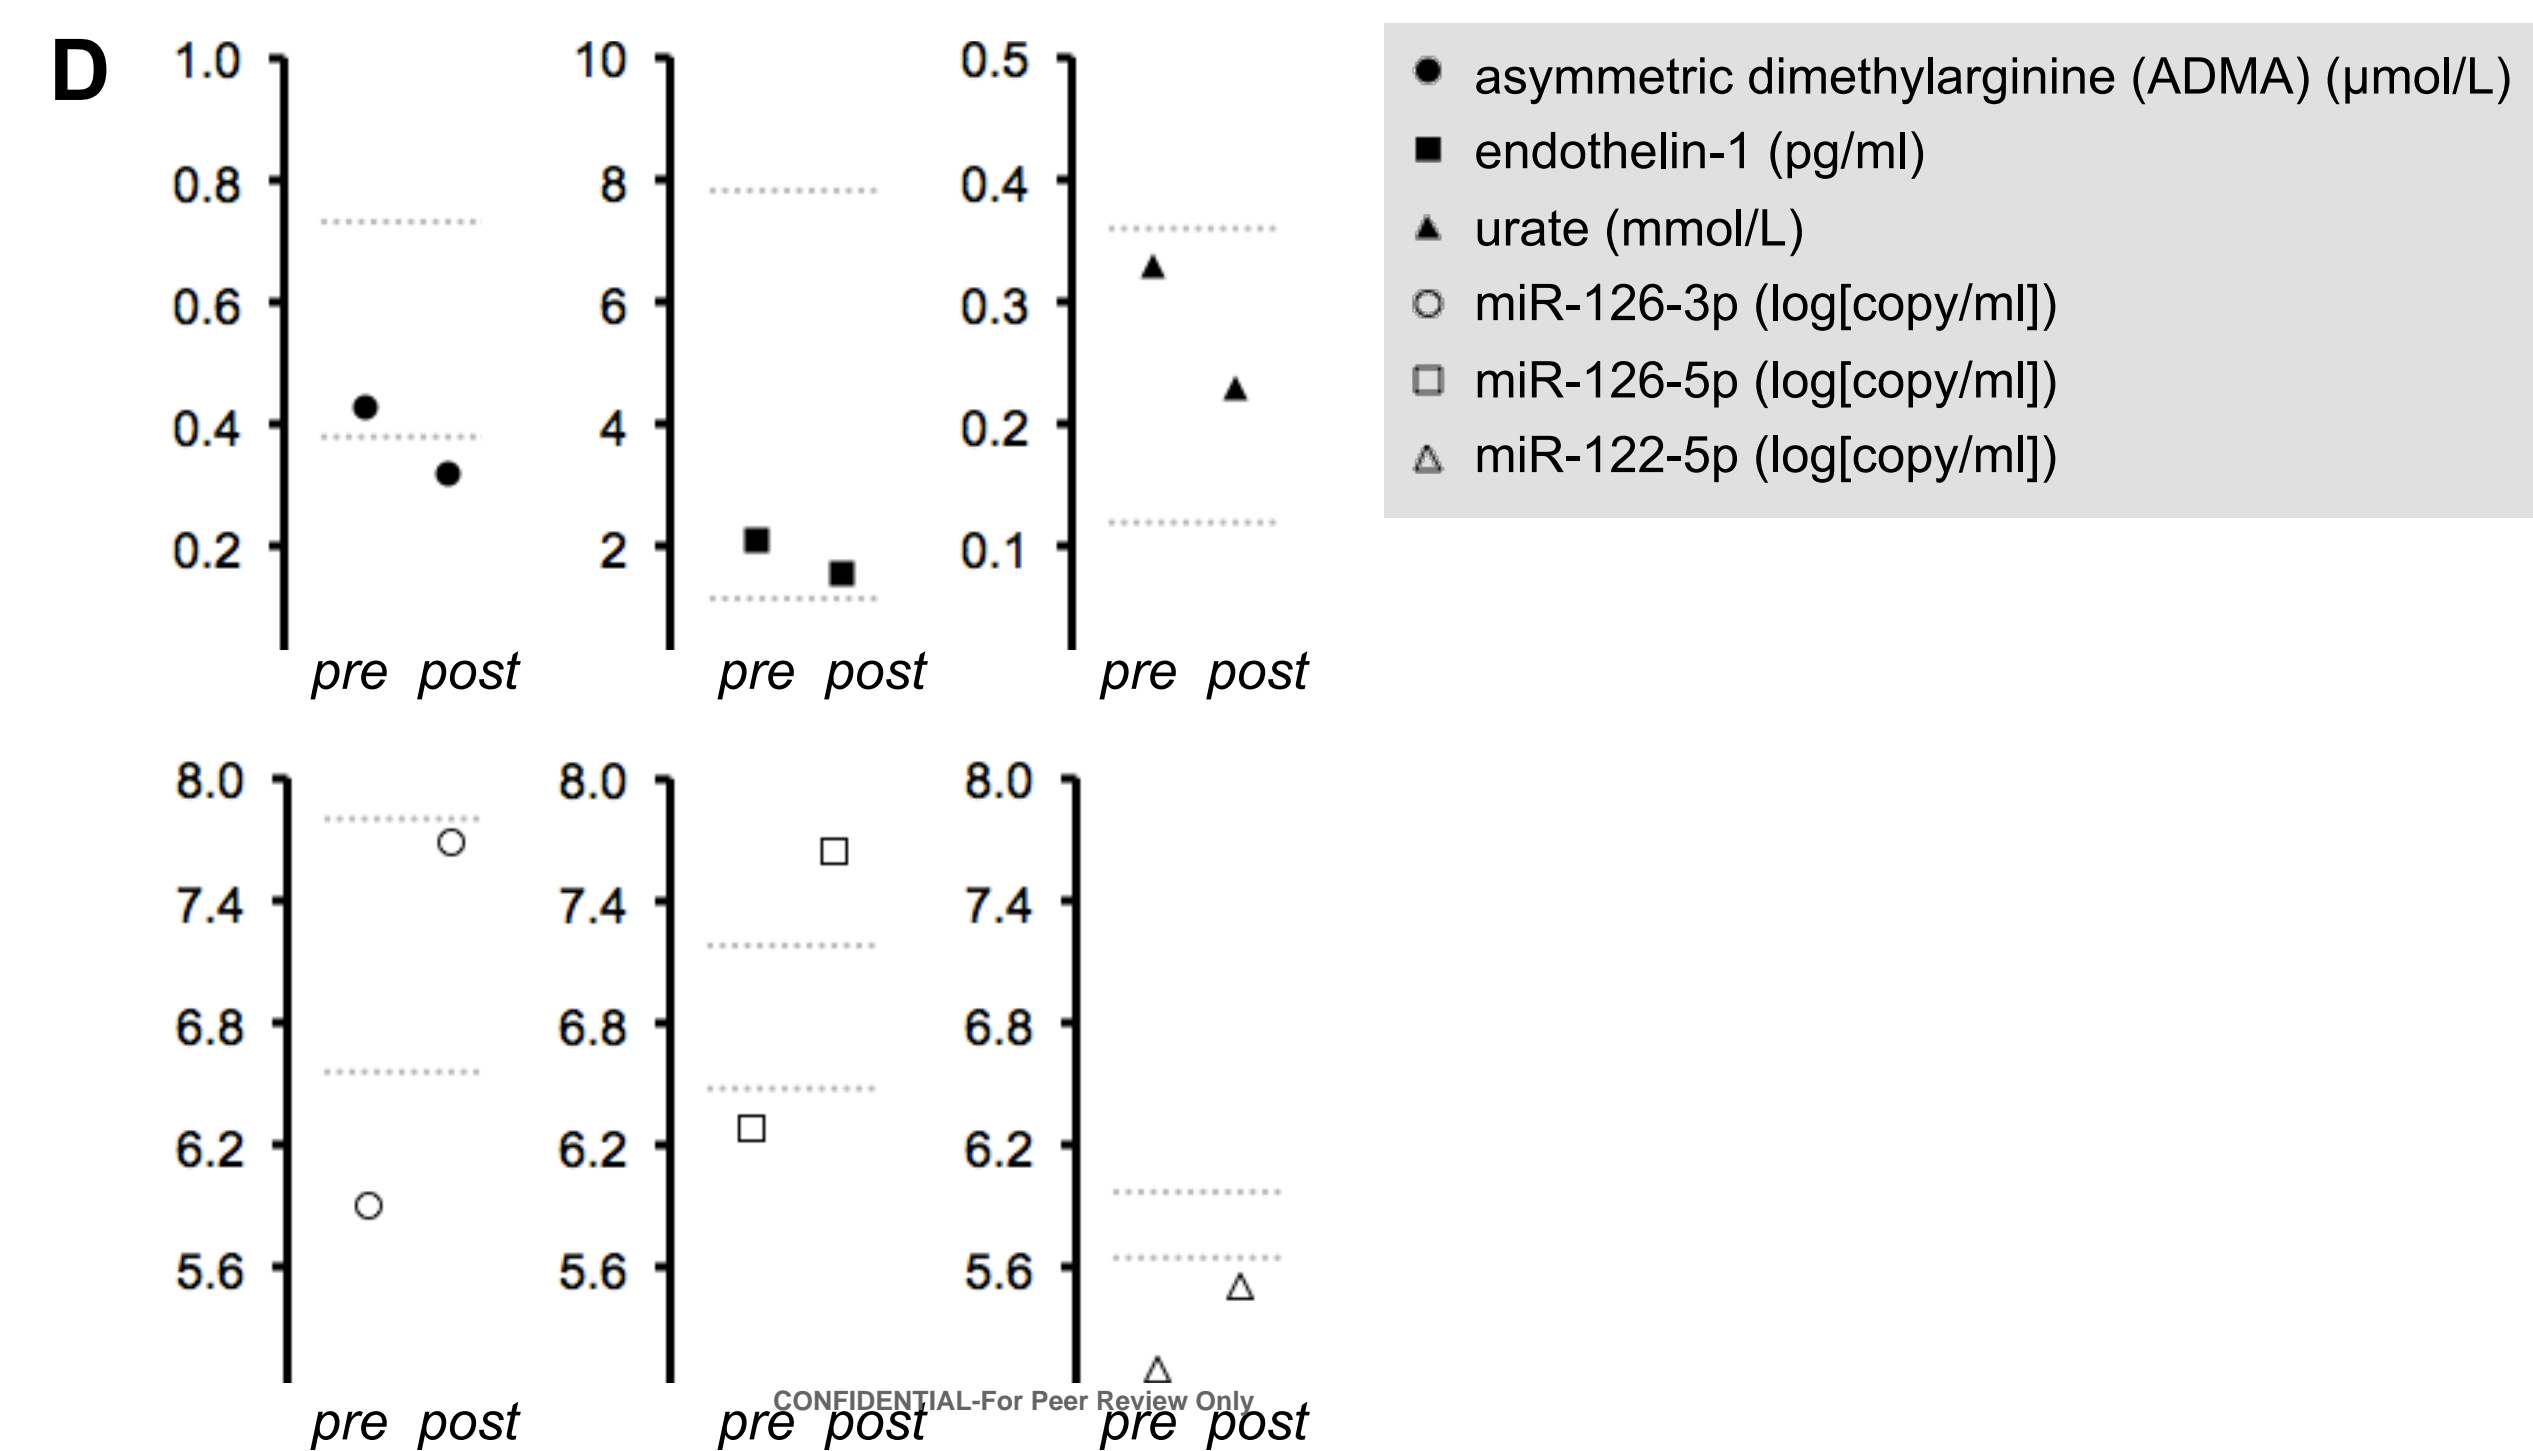 D
1.0
0.8
0.6
0.4
0.2
pre post
10
8
6
4
2
pre post
0.5
0.4
0.3
0.2
0.1
pre post
asymmetric dimethylarginine (ADMA) (µmol/L)
endothelin-1 (pg/ml)
urate (mmol/L)
miR-126-3p (log[copy/ml])
miR-126-5p (log[copy/ml])
miR-122-5p (log[copy/ml])
8.0
7.4
6.8
6.2
5.6
pre post
8.0
7.4
6.8
6.2
5.6
pre post
8.0
7.4
6.8
6.2
5.6
pre post
CONFIDENTIAL-For Peer Review Only